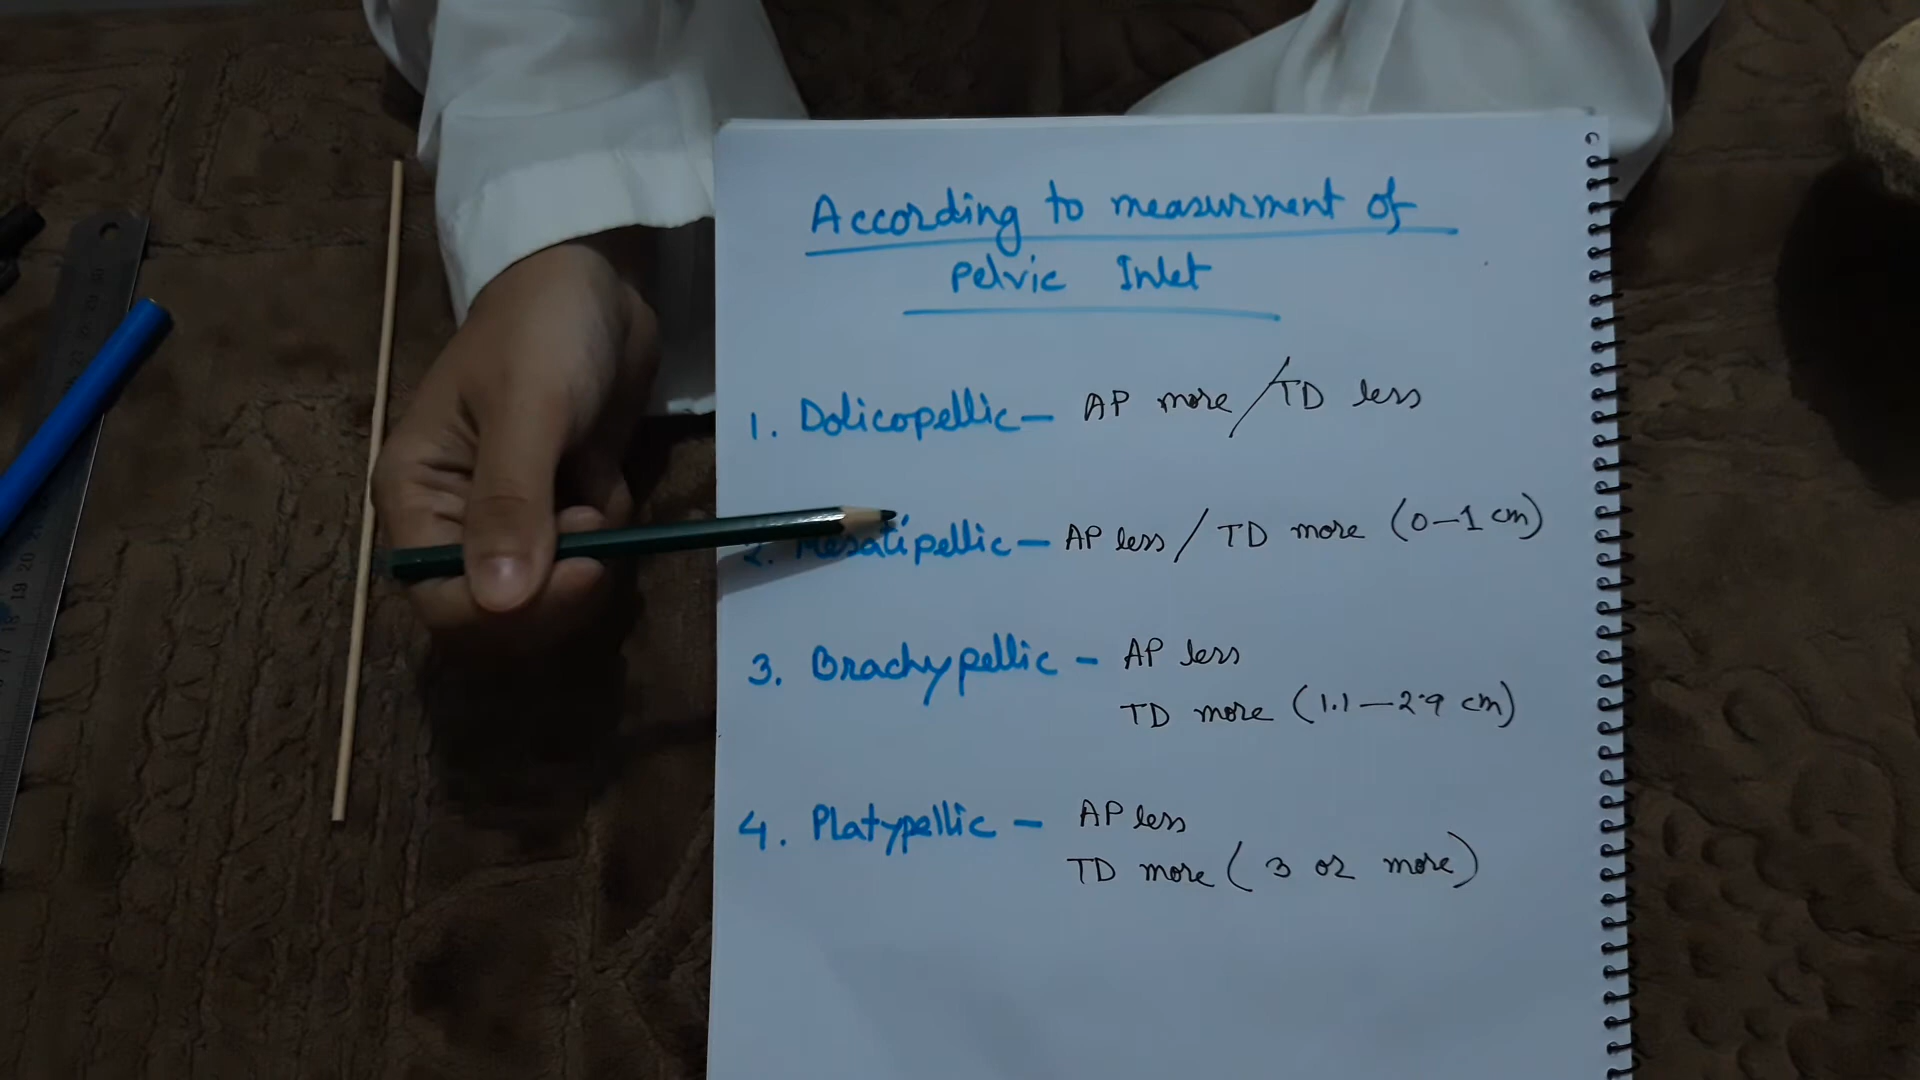 According to measurment of
Pelvic Inlet
1. Dolicopellic — AP more / TD less
2. Mesatipellic — AP less / TD more (0-1 cm)
3. Brachypellic - AP less
TD more (1.1 — 2.9 cm)
4. Platypellic - AP less
TD more (3 or more)